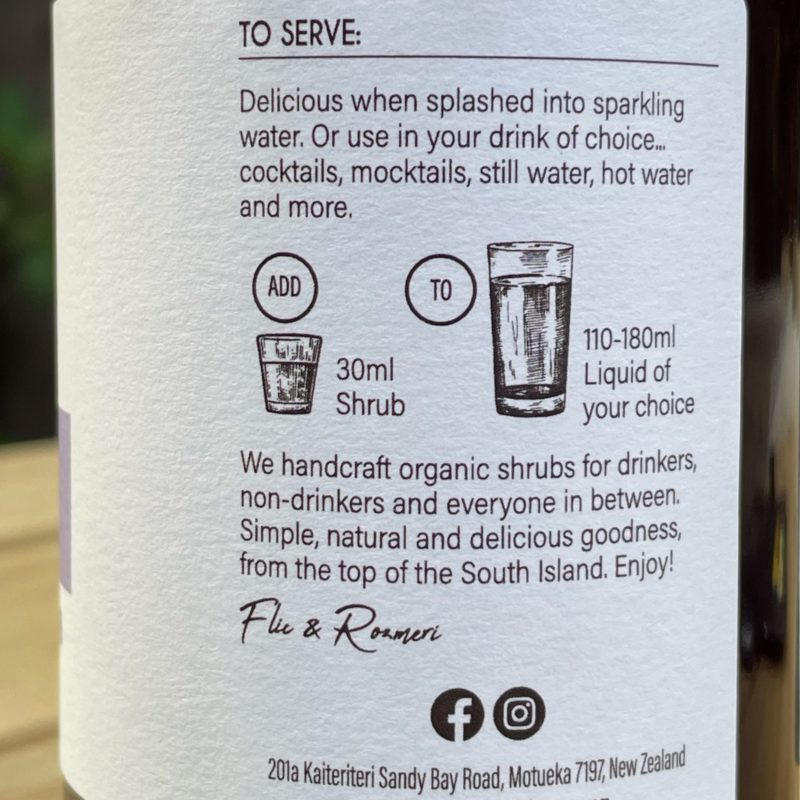 TO SERVE:
Delicious when splashed into sparkling
water. Or use in your drink of choice...
cocktails, mocktails, still water, hot water
and more.
ADD
TO
30ml
Shrub
110-180ml
Liquid of
your choice
We handcraft organic shrubs for drinkers,
non-drinkers and everyone in between.
Simple, natural and delicious goodness,
from the top of the South Island. Enjoy!
Flic & Rozmeri
201a Kaiteriteri Sandy Bay Road, Motueka 7197, New Zealand